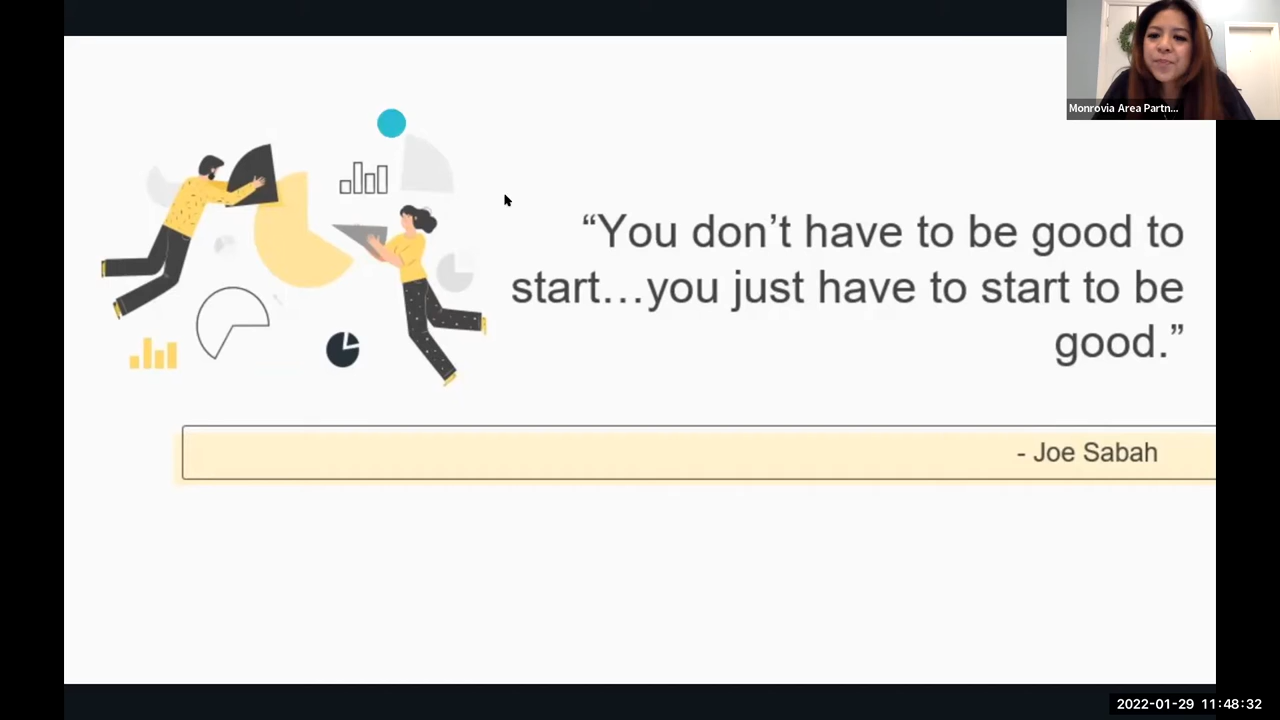 Monrovia Area Partn...
“You don’t have to be good to
start…you just have to start to be
good.”
- Joe Sabah
2022-01-29 11:48:32